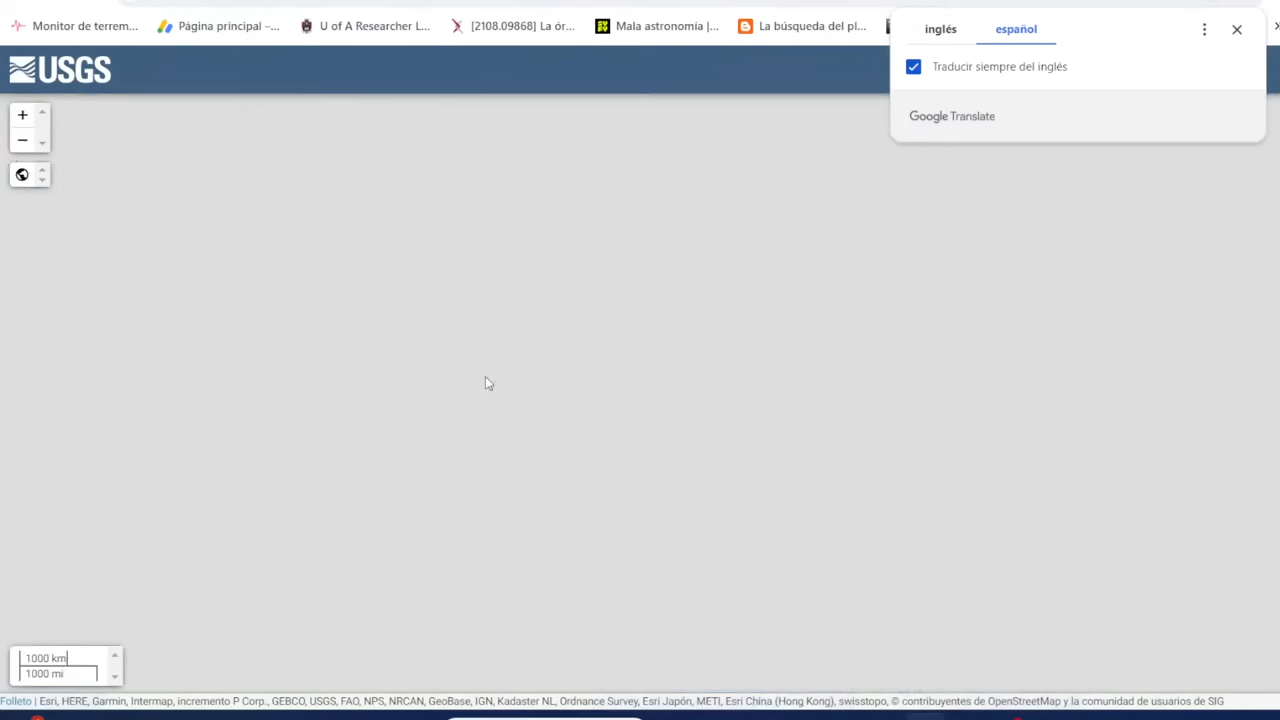 Monitor de terrem...
Página principal –...
U of A Researcher L...
[2108.09868] La ór...
Mala astronomía |...
La búsqueda del pl...
inglés
español
Traducir siempre del inglés
Google Translate
USGS
+
−
1000 km
1000 mi
Folleto | Esri, HERE, Garmin, Intermap, incremento P Corp., GEBCO, USGS, FAO, NPS, NRCAN, GeoBase, IGN, Kadaster NL, Ordnance Survey, Esri Japón, METI, Esri China (Hong Kong), swisstopo, © contribuyentes de OpenStreetMap y la comunidad de usuarios de SIG